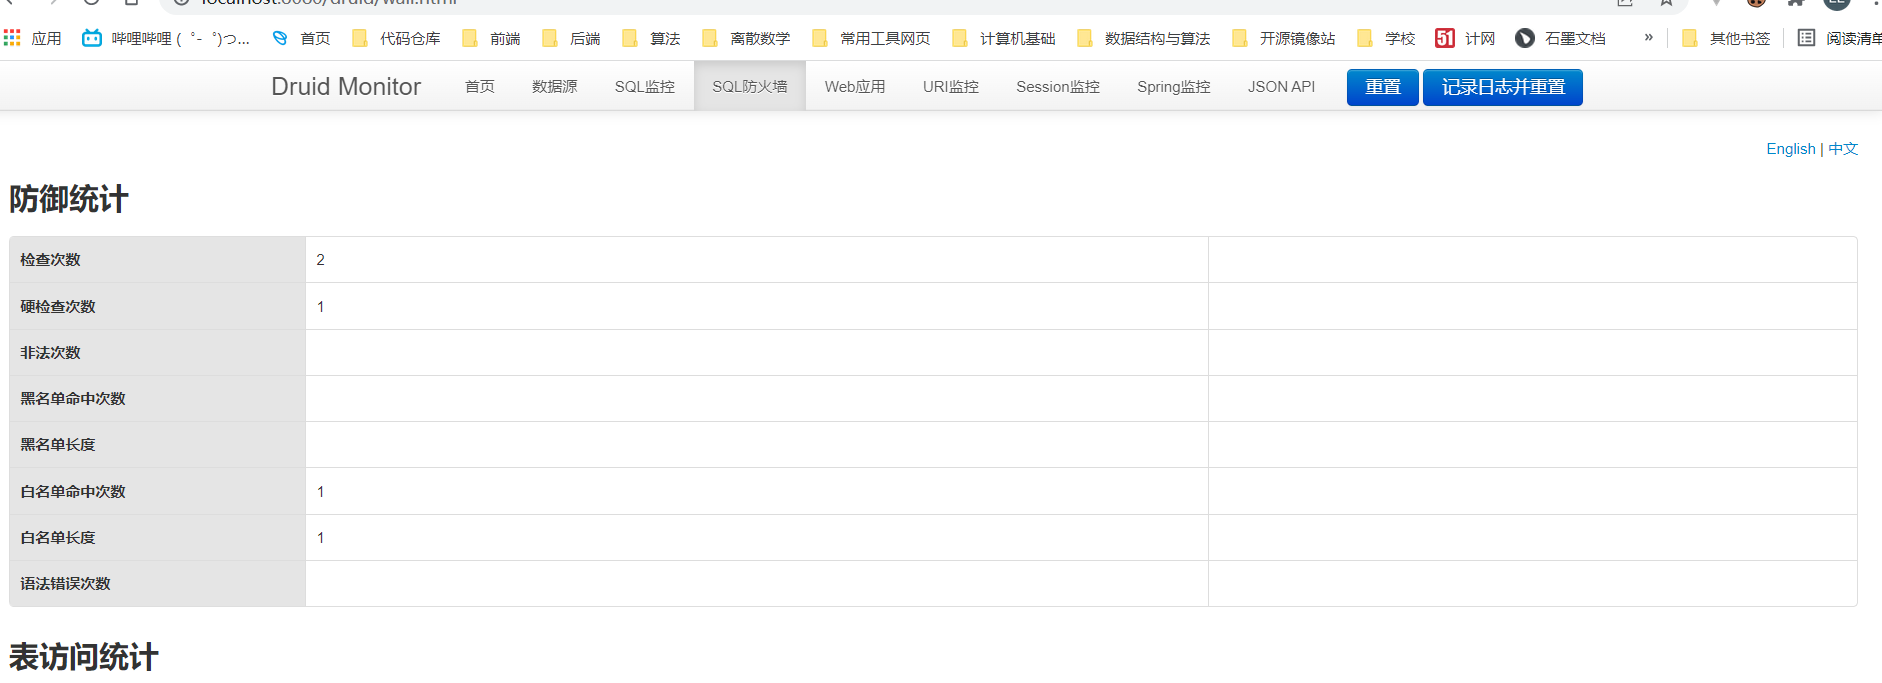 localhost:8080/druid/wall.html
应用 哔哩哔哩 ( ゜- ゜)つ... 首页 代码仓库 前端 后端 算法 离散数学 常用工具网页 计算机基础 数据结构与算法 开源镜像站 学校 51 计网 石墨文档 » 其他书签 阅读清单
Druid Monitor 首页 数据源 SQL监控 SQL防火墙 Web应用 URI监控 Session监控 Spring监控 JSON API 重置 记录日志并重置
English | 中文
防御统计
检查次数 2
硬检查次数 1
非法次数
黑名单命中次数
黑名单长度
白名单命中次数 1
白名单长度 1
语法错误次数
表访问统计